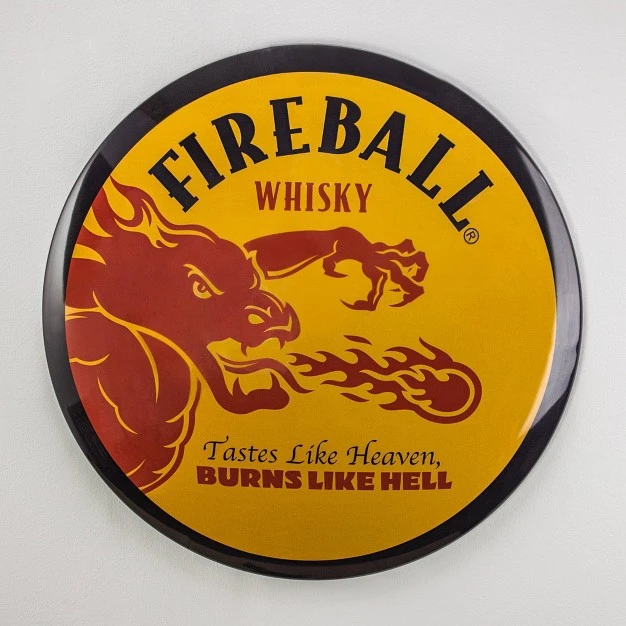 FIREBALL®
WHISKY
Tastes Like Heaven,
BURNS LIKE HELL